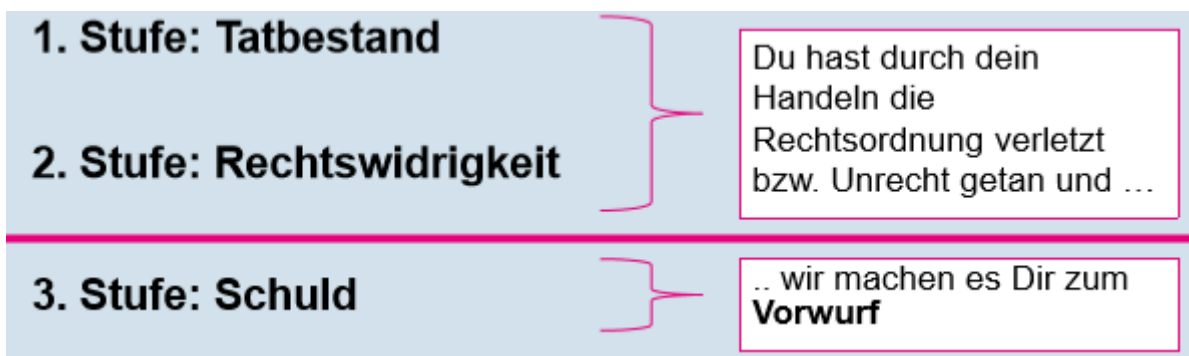 1. Stufe: Tatbestand
2. Stufe: Rechtswidrigkeit
Du hast durch dein
Handeln die
Rechtsordnung verletzt
bzw. Unrecht getan und …
3. Stufe: Schuld
.. wir machen es Dir zum
Vorwurf